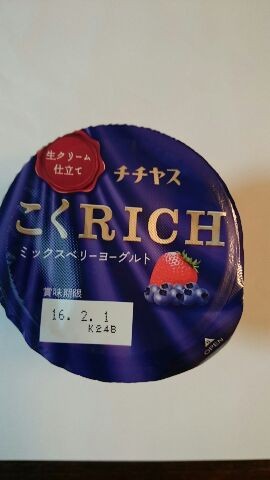 生クリーム
仕立て
チチヤス
こくRICH
ミックスベリーヨーグルト
賞味期限
16. 2. 1
K24B
OPEN